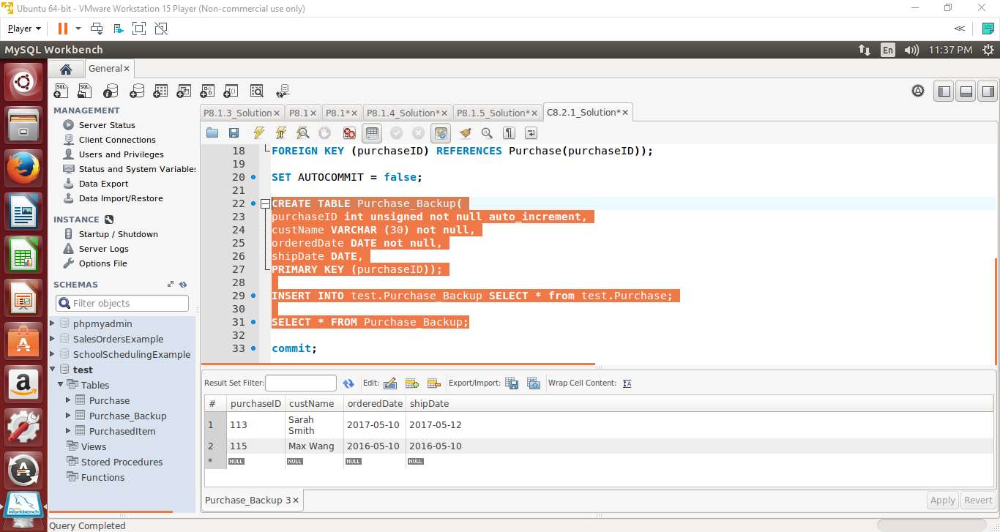 Ubuntu 64-bit - VMware Workstation 15 Player (Non-commercial use only)
Player
MySQL Workbench
En
11:37 PM
General
MANAGEMENT
Server Status
Client Connections
Users and Privileges
Status and System Variables
Data Export
Data Import/Restore
INSTANCE
Startup / Shutdown
Server Logs
Options File
SCHEMAS
Filter objects
phpmyadmin
SalesOrdersExample
SchoolSchedulingExample
test
Tables
Purchase
Purchase_Backup
PurchasedItem
Views
Stored Procedures
Functions
P8.1.3_Solution P8.1 P8.1* P8.1.4_Solution* P8.1.5_Solution* C8.2.1_Solution*
18 FOREIGN KEY (purchaseID) REFERENCES Purchase(purchaseID));
19
20 SET AUTOCOMMIT = false;
21
22 CREATE TABLE Purchase_Backup(
23 purchaseID int unsigned not null auto_increment,
24 custName VARCHAR (30) not null,
25 orderedDate DATE not null,
26 shipDate DATE,
27 PRIMARY KEY (purchaseID));
28
29 INSERT INTO test.Purchase_Backup SELECT * from test.Purchase;
30
31 SELECT * FROM Purchase_Backup;
32
33 commit;
Result Set Filter: Edit: Export/Import: Wrap Cell Content:
# purchaseID custName orderedDate shipDate
1 113 Sarah Smith 2017-05-10 2017-05-12
2 115 Max Wang 2016-05-10 2016-05-10
* NULL NULL NULL NULL
Purchase_Backup 3
Apply Revert
Query Completed